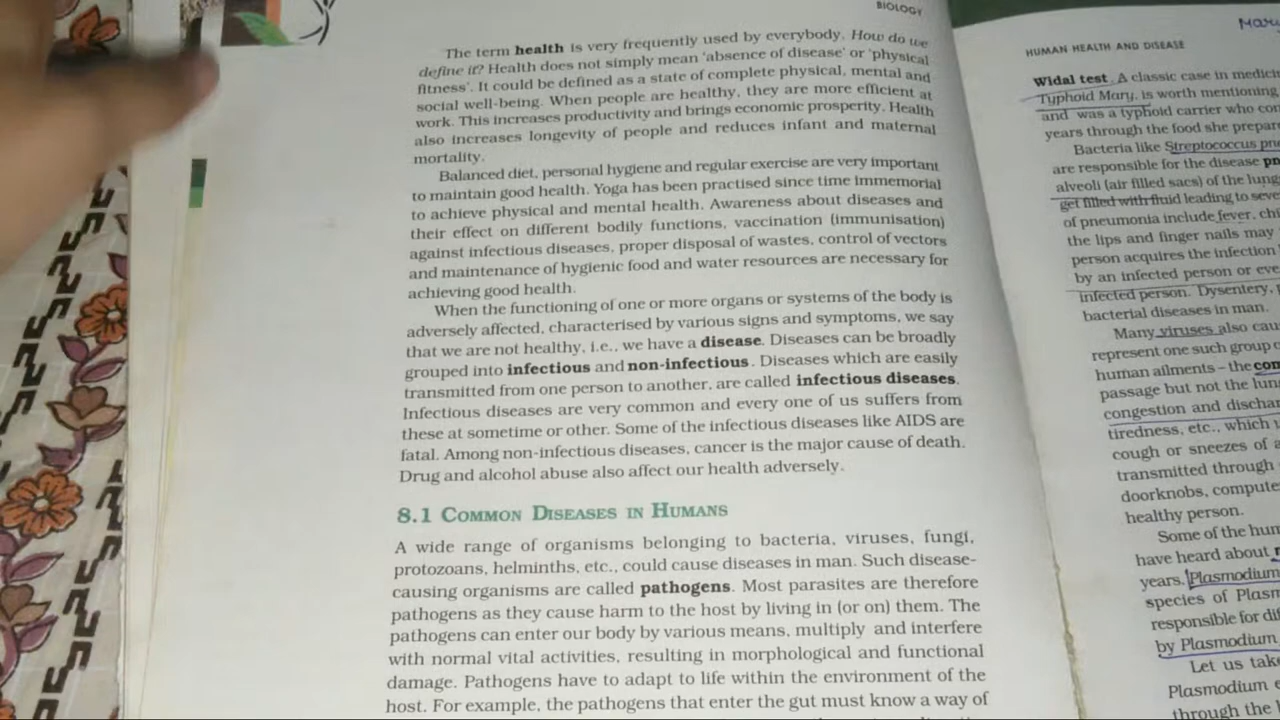 BIOLOGY
The term health is very frequently used by everybody. How do we
define it? Health does not simply mean 'absence of disease' or 'physical
fitness'. It could be defined as a state of complete physical, mental and
social well-being. When people are healthy, they are more efficient at
work. This increases productivity and brings economic prosperity. Health
also increases longevity of people and reduces infant and maternal
mortality.
Balanced diet, personal hygiene and regular exercise are very important
to maintain good health. Yoga has been practised since time immemorial
to achieve physical and mental health. Awareness about diseases and
their effect on different bodily functions, vaccination (immunisation)
against infectious diseases, proper disposal of wastes, control of vectors
and maintenance of hygienic food and water resources are necessary for
achieving good health.
When the functioning of one or more organs or systems of the body is
adversely affected, characterised by various signs and symptoms, we say
that we are not healthy, i.e., we have a disease. Diseases can be broadly
grouped into infectious and non-infectious. Diseases which are easily
transmitted from one person to another, are called infectious diseases.
Infectious diseases are very common and every one of us suffers from
these at sometime or other. Some of the infectious diseases like AIDS are
fatal. Among non-infectious diseases, cancer is the major cause of death.
Drug and alcohol abuse also affect our health adversely.
8.1 COMMON DISEASES IN HUMANS
A wide range of organisms belonging to bacteria, viruses, fungi,
protozoans, helminths, etc., could cause diseases in man. Such disease-
causing organisms are called pathogens. Most parasites are therefore
pathogens as they cause harm to the host by living in (or on) them. The
pathogens can enter our body by various means, multiply and interfere
with normal vital activities, resulting in morphological and functional
damage. Pathogens have to adapt to life within the environment of the
host. For example, the pathogens that enter the gut must know a way of
HUMAN HEALTH AND DISEASE
Widal test. A classic case in
Typhoid Mary, is worth mentioning
and was a typhoid carrier who
years through the food she
Bacteria like Streptococcus
are responsible for the disease
alveoli (air filled sacs) of the
get filled with fluid leading to
of pneumonia include fever,
the lips and finger nails may
person acquires the infection
by an infected person or
infected person. Dysentery,
bacterial diseases in man.
Many viruses also
represent one such group
human ailments – the
passage but not the
congestion and
tiredness, etc., which
cough or sneezes of
transmitted through
doorknobs,
healthy person.
Some of the
have heard about
years. Plasmodium
species of
responsible for
by Plasmodium
Let us take
Plasmodium
through the